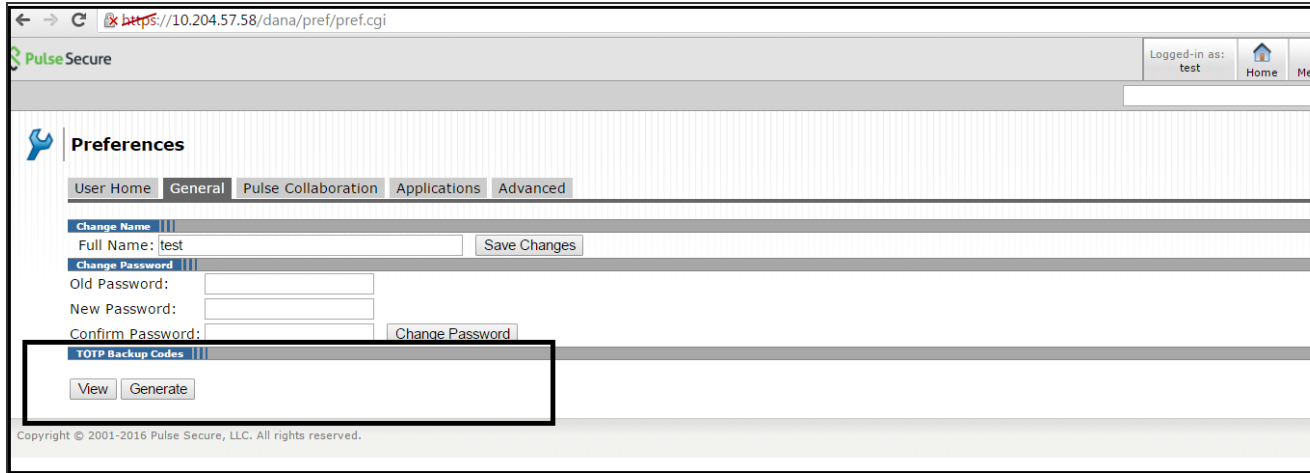 https://10.204.57.58/dana/pref/pref.cgi
Pulse Secure
Logged-in as:
test
Home
Preferences
User Home General Pulse Collaboration Applications Advanced
Change Name
Full Name: test Save Changes
Change Password
Old Password:
New Password:
Confirm Password: Change Password
TOTP Backup Codes
View Generate
Copyright © 2001-2016 Pulse Secure, LLC. All rights reserved.